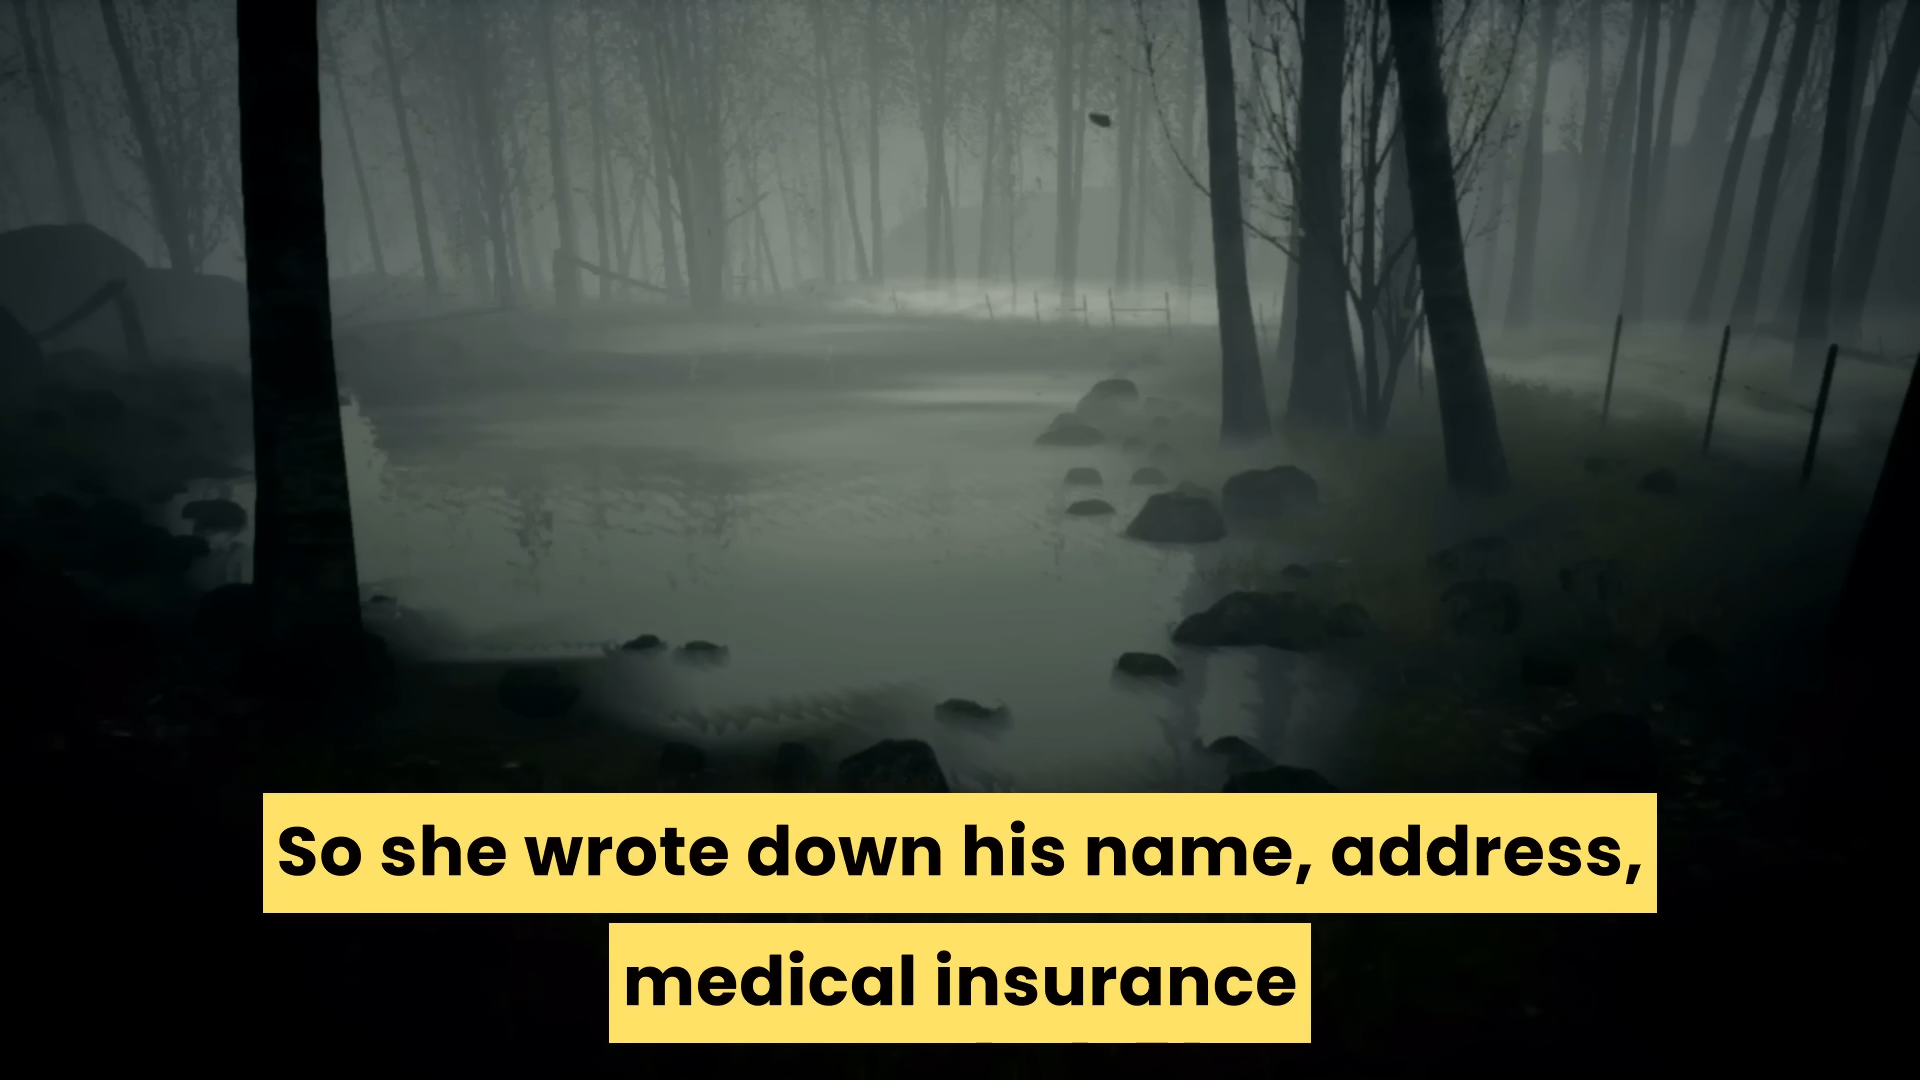 So she wrote down his name, address,
medical insurance